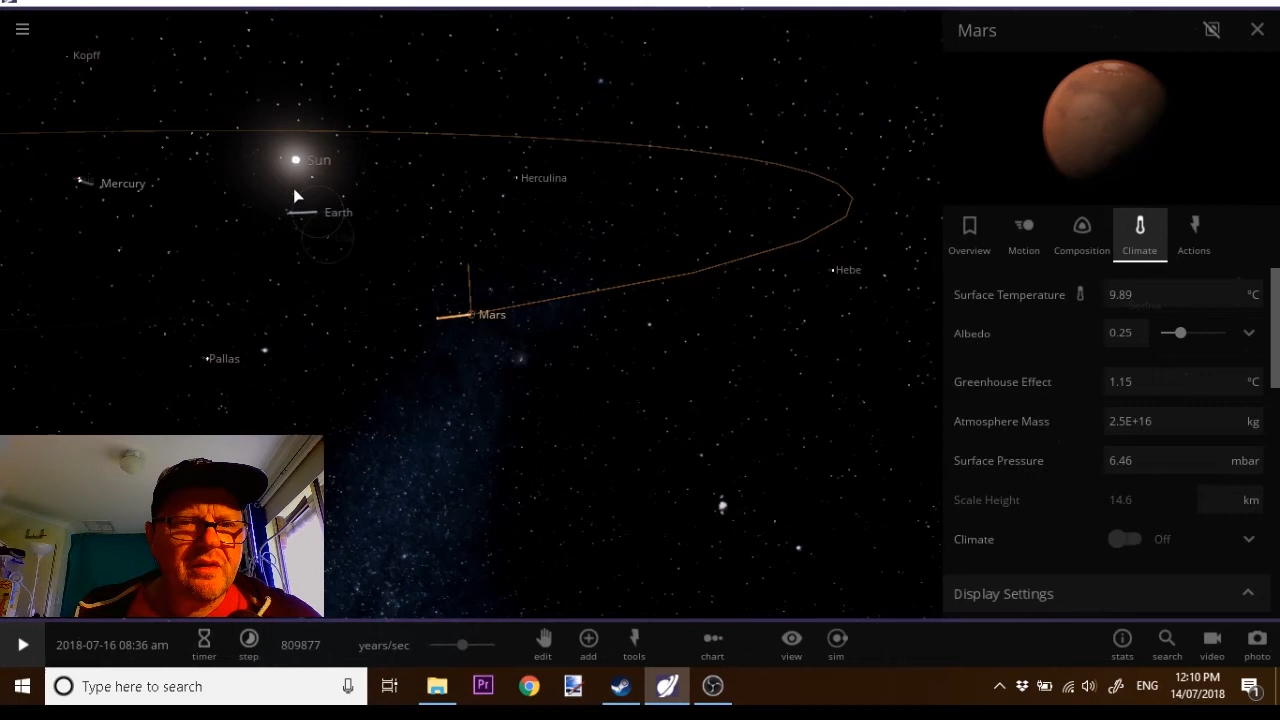 Mars
Kopff
Sun
Mercury
Herculina
Earth
Hebe
Mars
Pallas
Overview
Motion
Composition
Climate
Actions
Surface Temperature 9.89 °C
Albedo 0.25
Greenhouse Effect 1.15 °C
Atmosphere Mass 2.5E+16 kg
Surface Pressure 6.46 mbar
Scale Height 14.6 km
Climate Off
Display Settings
2018-07-16 08:36 am
timer
step
809877 years/sec
edit
add
tools
chart
view
sim
stats
search
video
photo
Type here to search
Pr
ENG
12:10 PM
14/07/2018
1